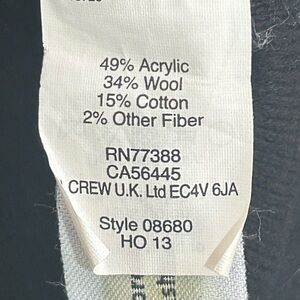 49% Acrylic
34% Wool
15% Cotton
2% Other Fiber
RN77388
CA56445
CREW U.K. Ltd EC4V 6JA
Style 08680
HO 13